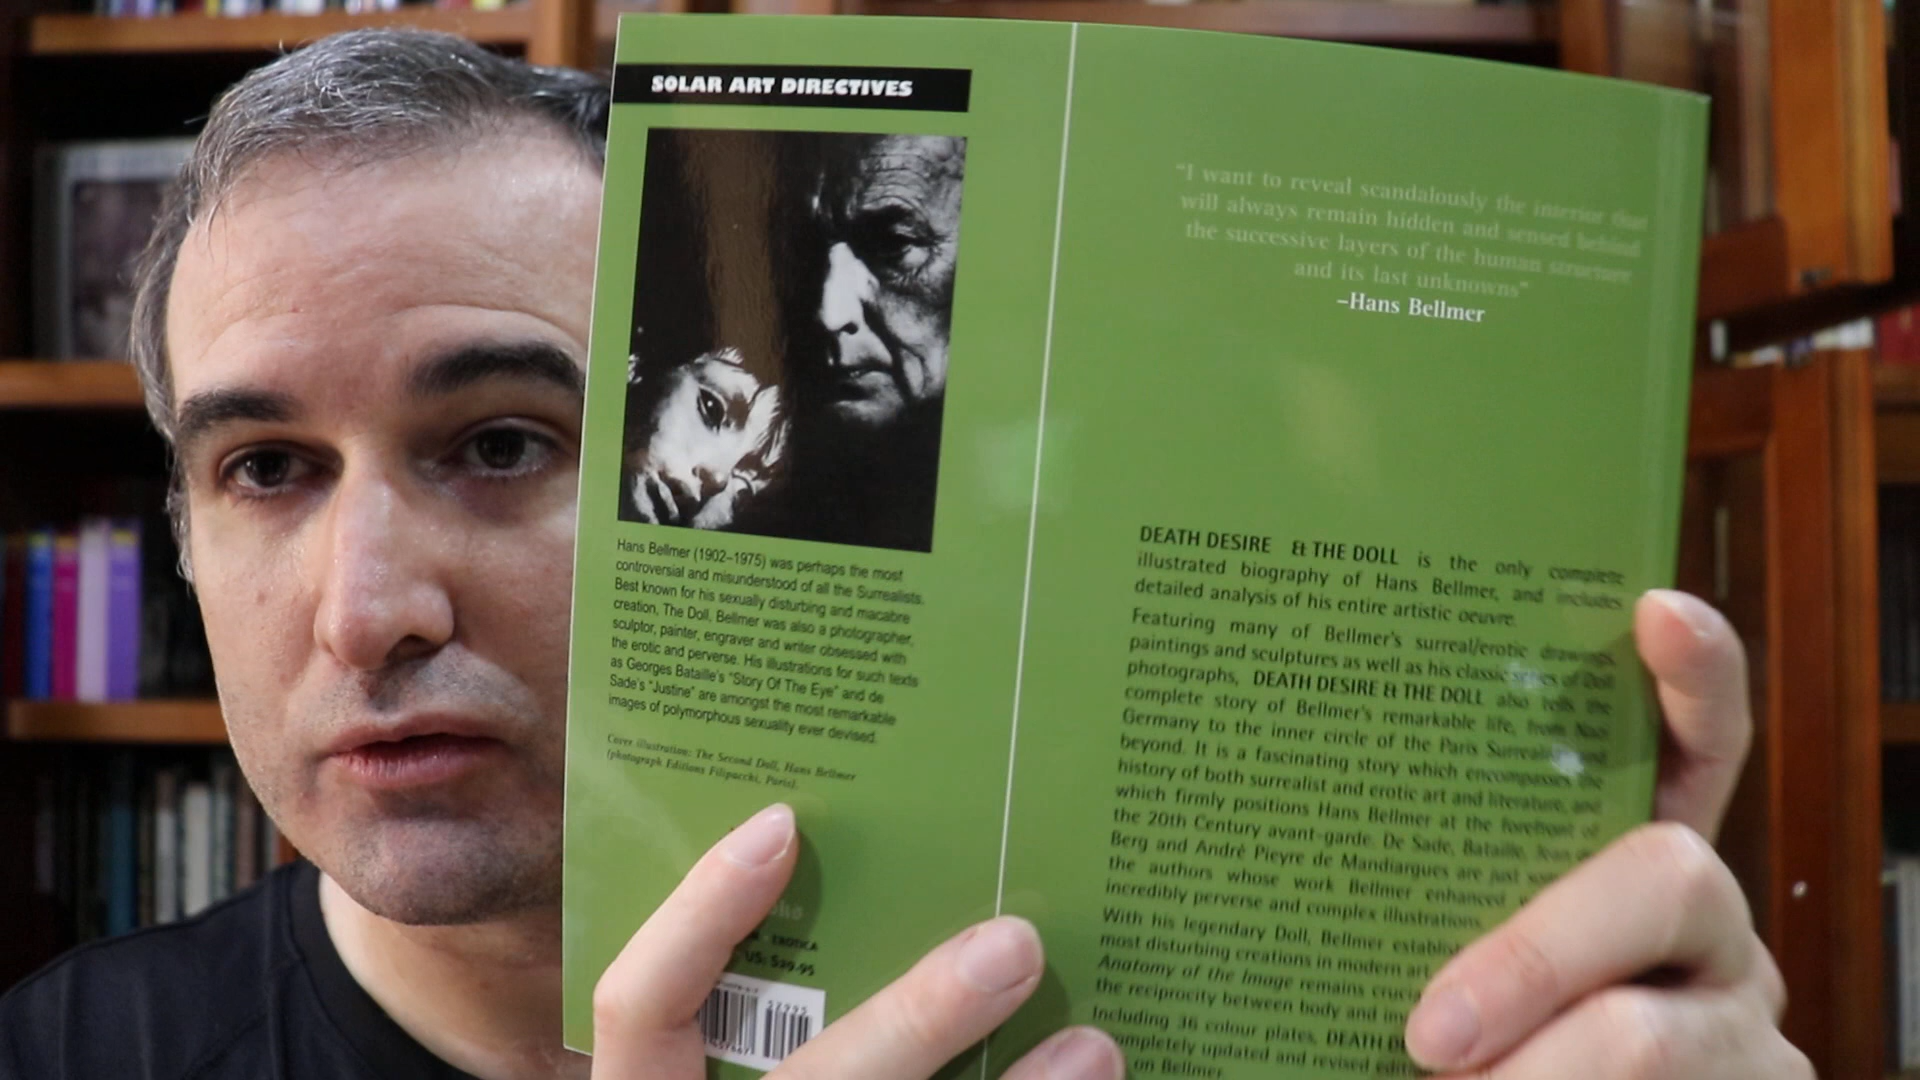 SOLAR ART DIRECTIVES
Hans Bellmer (1902–1975) was perhaps the most
controversial and misunderstood of all the Surrealists.
Best known for his sexually disturbing and macabre
creation, The Doll, Bellmer was also a photographer,
sculptor, painter, engraver and writer obsessed with
the erotic and perverse. His illustrations for such texts
as Georges Bataille's "Story Of The Eye" and de
Sade's "Justine" are amongst the most remarkable
images of polymorphous sexuality ever devised.
Cover illustration: The Second Doll, Hans Bellmer
(photograph Editions Filipacchi, Paris).
EROTICA
US: $29.95
52995
“I want to reveal scandalously the interior that
will always remain hidden and sensed behind
the successive layers of the human structure
and its last unknowns”
–Hans Bellmer
DEATH DESIRE & THE DOLL is the only complete
illustrated biography of Hans Bellmer, and includes
detailed analysis of his entire artistic oeuvre.
Featuring many of Bellmer's surreal/erotic drawings,
paintings and sculptures as well as his classic series of Doll
photographs, DEATH DESIRE & THE DOLL also tells the
complete story of Bellmer's remarkable life, from Nazi
Germany to the inner circle of the Paris Surrealists and
beyond. It is a fascinating story which encompasses the
history of both surrealist and erotic art and literature, and
which firmly positions Hans Bellmer at the forefront of
the 20th Century avant-garde. De Sade, Bataille, Jean
Berg and André Pieyre de Mandiargues are just
the authors whose work Bellmer enhanced
incredibly perverse and complex illustrations.
With his legendary Doll, Bellmer
most disturbing creations in modern art.
Anatomy of the Image remains
the reciprocity between body and
Including 36 colour plates, DEATH
completely updated and revised
on Bellmer.